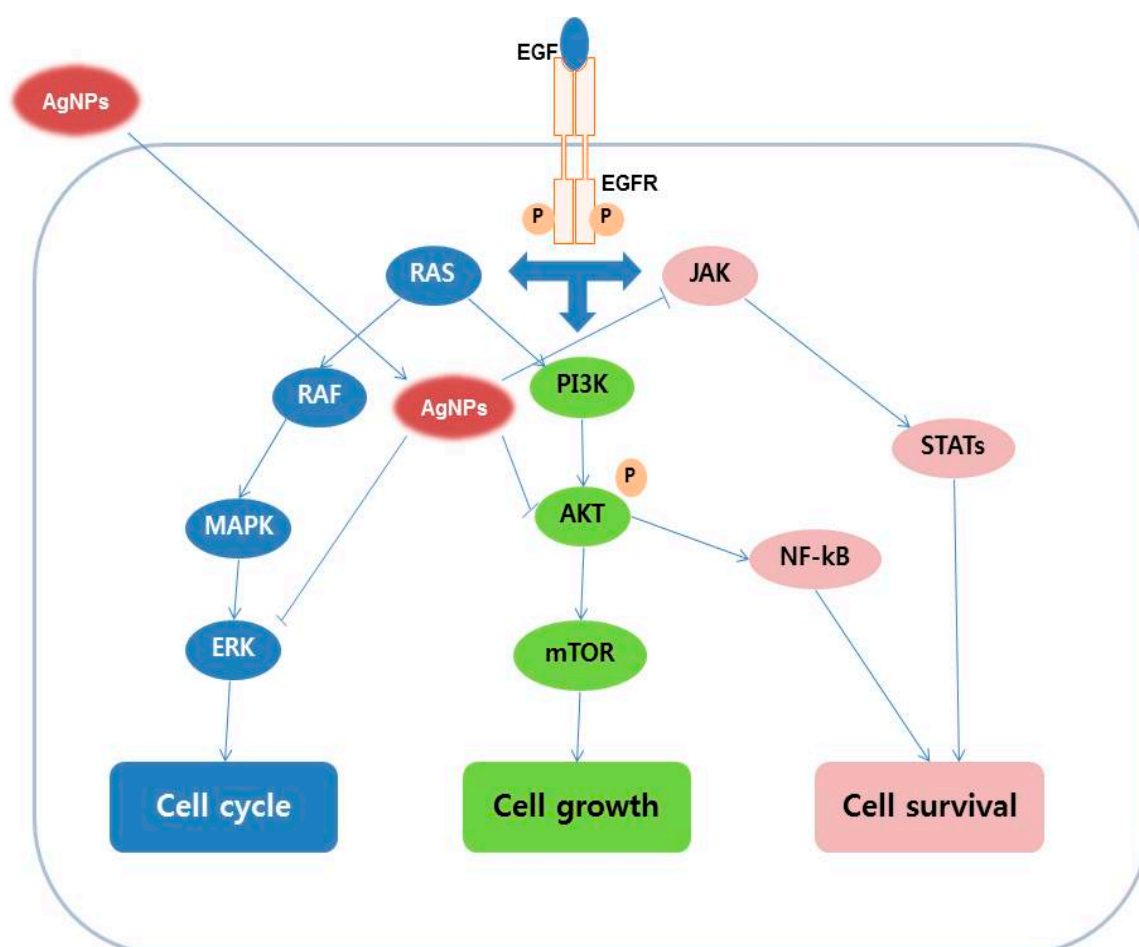 EGF
AgNPs
EGFR
P
P
RAS
JAK
PI3K
RAF
AgNPs
STATs
P
MAPK
AKT
NF-kB
ERK
mTOR
Cell cycle
Cell growth
Cell survival